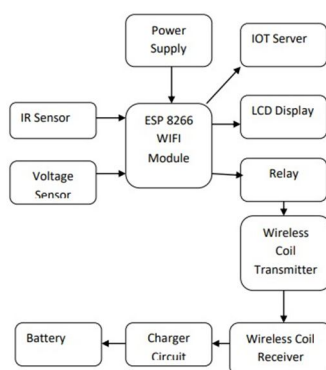 Power
Supply
IOT Server
IR Sensor
ESP 8266
WIFI
Module
LCD Display
Voltage
Sensor
Relay
Wireless
Coil
Transmitter
Battery
Charger
Circuit
Wireless Coil
Receiver